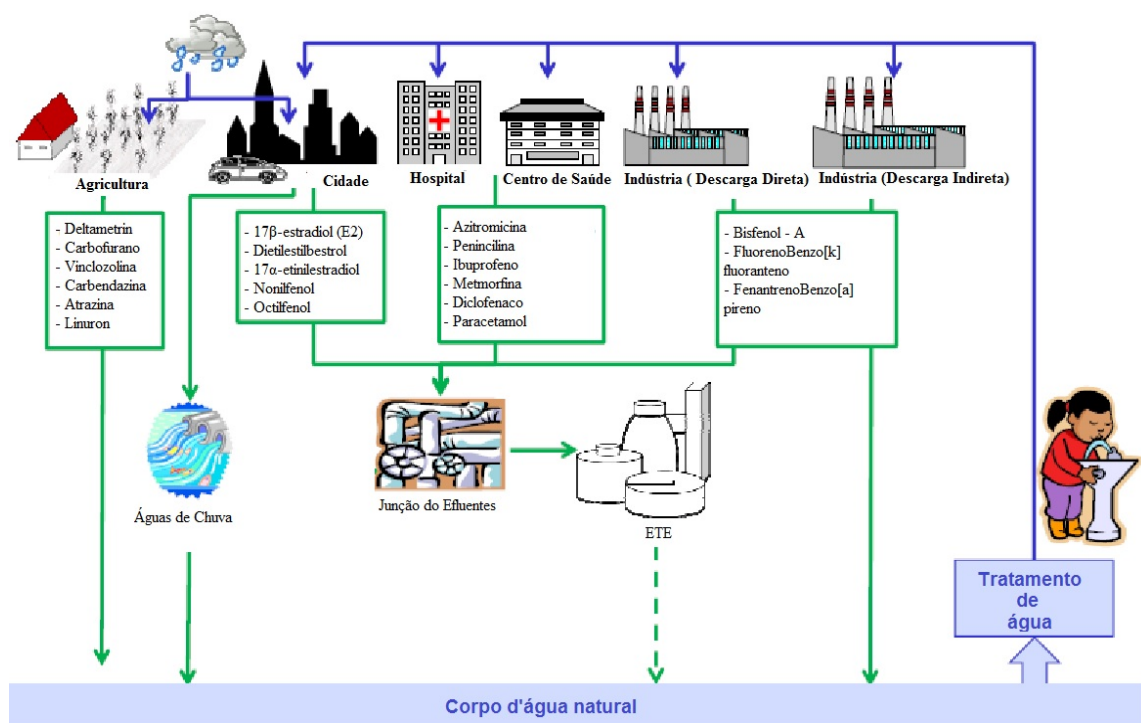 Agricultura
Cidade
Hospital
Centro de Saúde
Indústria ( Descarga Direta)
Indústria (Descarga Indireta)
- Deltametrin
- Carbofurano
- Vinclozolina
- Carbendazina
- Atrazina
- Linuron
- 17β-estradiol (E2)
- Dietilestilbestrol
- 17α-etinilestradiol
- Nonilfenol
- Octilfenol
- Azitromicina
- Penincilina
- Ibuprofeno
- Metmorfina
- Diclofenaco
- Paracetamol
- Bisfenol - A
- FluorenoBenzo[k]
fluoranteno
- FenantrenoBenzo[a]
pireno
Águas de Chuva
Junção do Efluentes
ETE
Tratamento
de
água
Corpo d'água natural